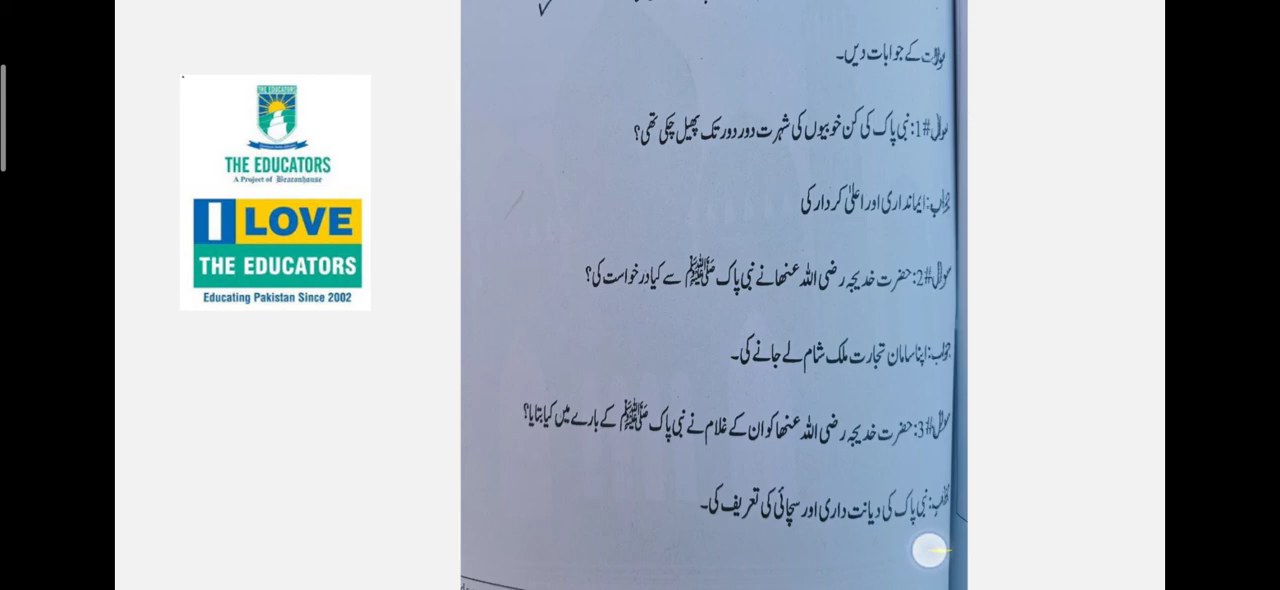 THE EDUCATORS
THE EDUCATORS
A Project of Beaconhouse
I LOVE
THE EDUCATORS
Educating Pakistan Since 2002
سوالات کے جوابات دیں۔
سوال#1: نبی پاک کی کن خوبیوں کی شہرت دور دور تک پھیل چکی تھی؟
جواب: ایمانداری اور اعلیٰ کردار کی
سوال#2: حضرت خدیجہ رضی اللہ عنھا نے نبی پاک ﷺ سے کیا درخواست کی؟
جواب: اپنا سامان تجارت ملک شام لے جانے کی۔
سوال#3: حضرت خدیجہ رضی اللہ عنھا کو ان کے غلام نے نبی پاک ﷺ کے بارے میں کیا بتایا؟
جواب: نبی پاک کی دیانت داری اور سچائی کی تعریف کی۔